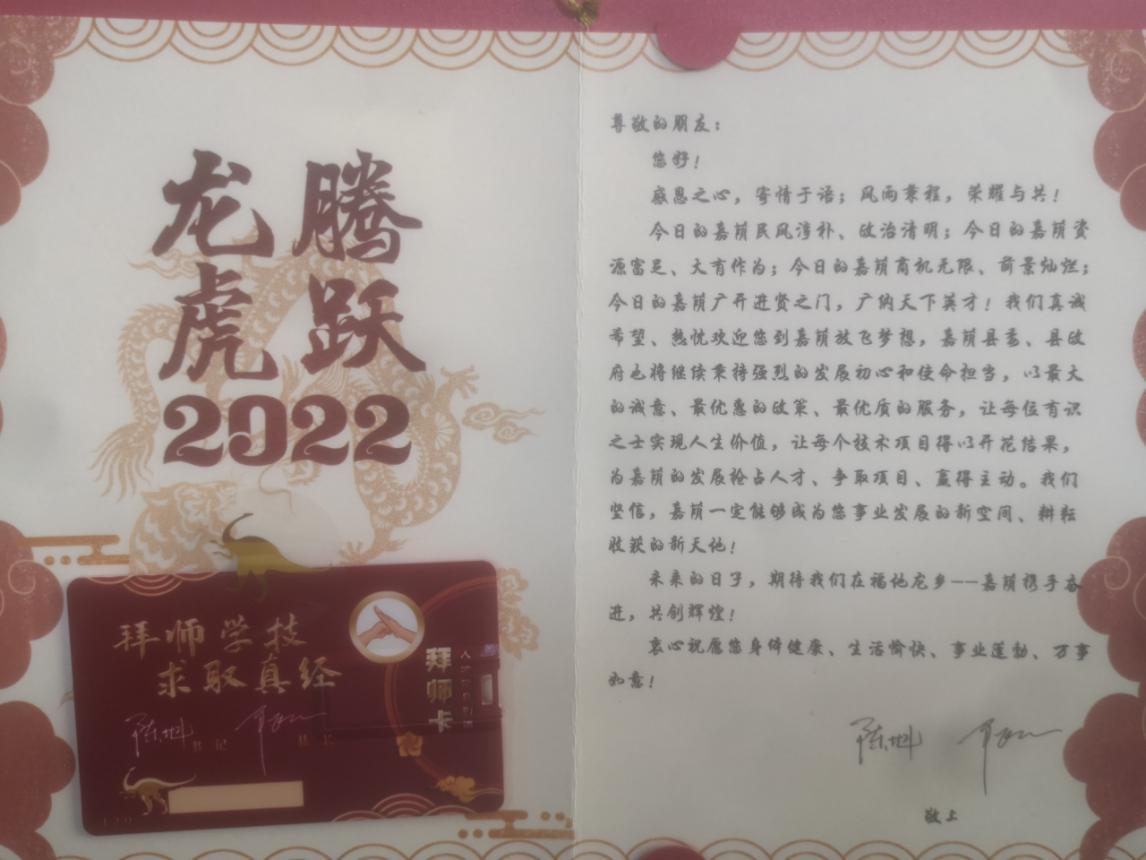 龙腾
虎跃
2022
拜师学技
求取真经
拜师卡
书记
县长
尊敬的朋友：
您好！
感恩之心，寄情于语；风雨兼程，荣耀与共！
今日的嘉荫民风淳朴、政治清明；今日的嘉荫资
源富足、大有作为；今日的嘉荫商机无限、前景灿烂；
今日的嘉荫广开进贤之门，广纳天下英才！我们真诚
希望、热忱欢迎您到嘉荫放飞梦想，嘉荫县委、县政
府也将继续秉持强烈的发展初心和使命担当，以最大
的诚意、最优惠的政策、最优质的服务，让每位有识
之士实现人生价值，让每个技术项目得以开花结果，
为嘉荫的发展抢占人才、争取项目、赢得主动。我们
坚信，嘉荫一定能够成为您事业发展的新空间、耕耘
收获的新天地！
未来的日子，期待我们在福地龙乡——嘉荫携手奋
进，共创辉煌！
衷心祝愿您身体健康、生活愉快、事业蓬勃、万事
如意！
敬上